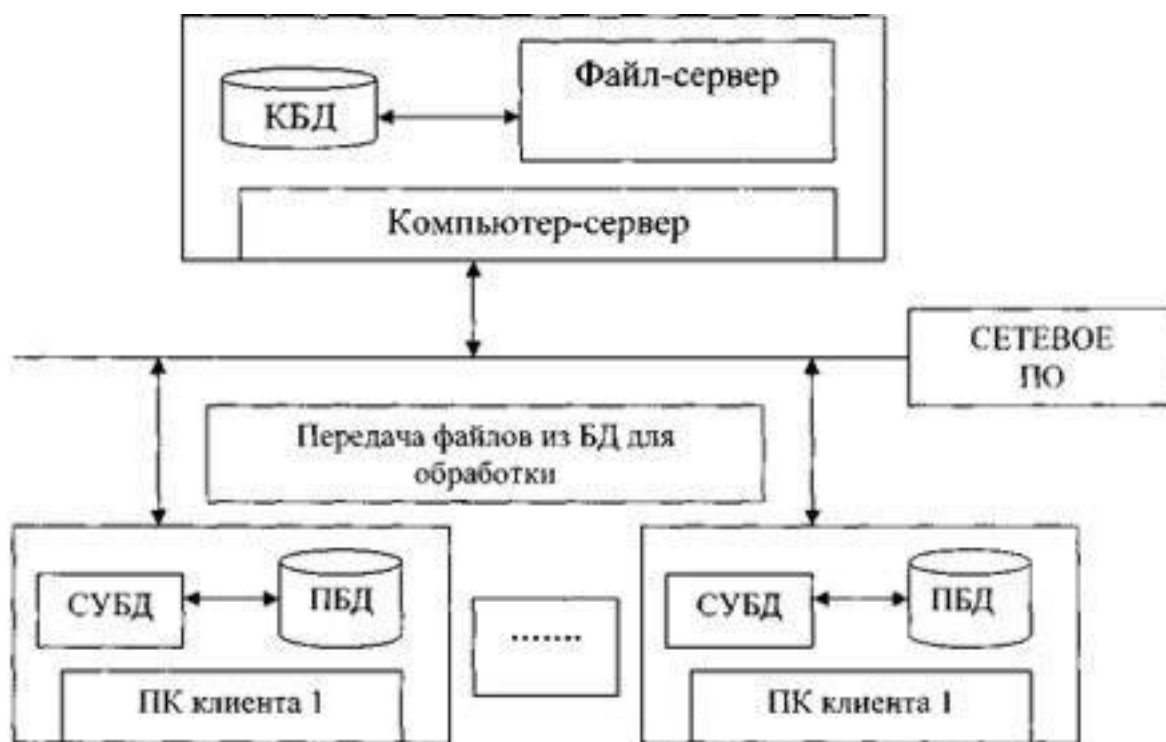 Файл-сервер
КБД
Компьютер-сервер
СЕТЕВОЕ
ПО
Передача файлов из БД для
обработки
СУБД
ПБД
.......
СУБД
ПБД
ПК клиента 1
ПК клиента 1